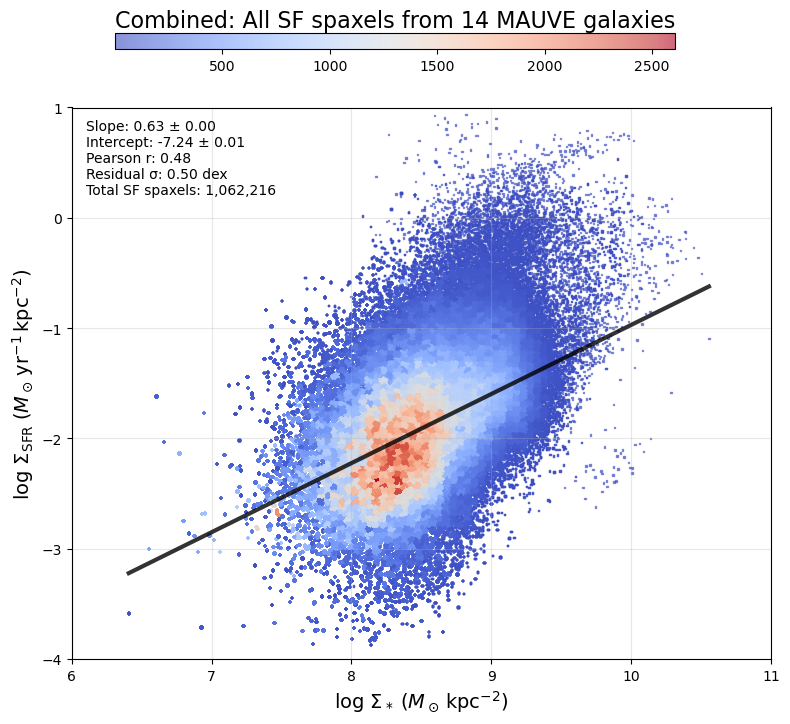 Combined: All SF spaxels from 14 MAUVE galaxies
500 1000 1500 2000 2500
Slope: 0.63 ± 0.00
Intercept: -7.24 ± 0.01
Pearson r: 0.48
Residual σ: 0.50 dex
Total SF spaxels: 1,062,216
1
0
−1
−2
−3
−4
log Σ_SFR (M_⊙ yr⁻¹ kpc⁻²)
6 7 8 9 10 11
log Σ_* (M_⊙ kpc⁻²)